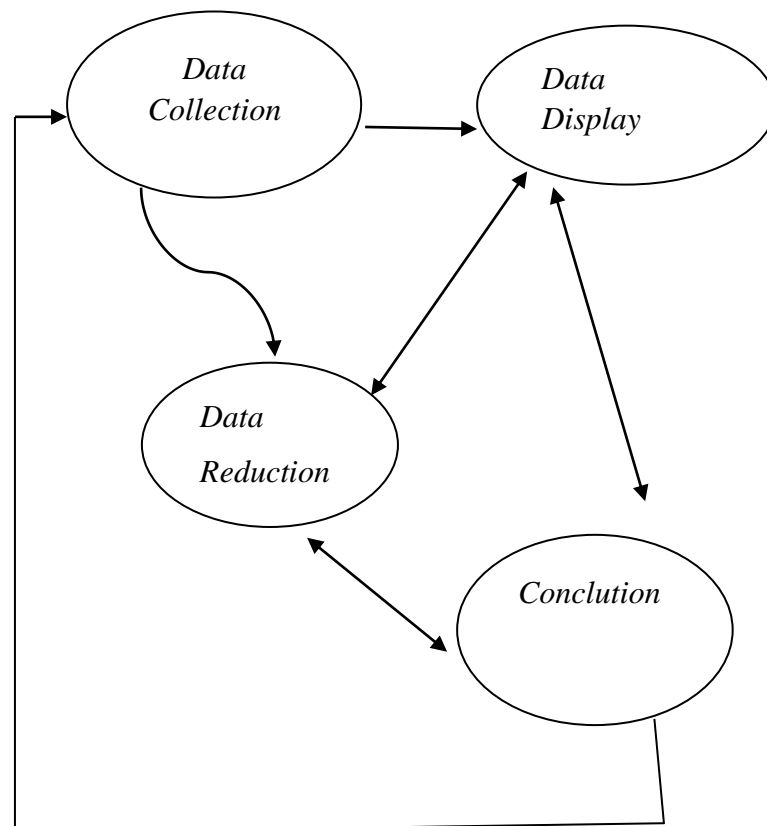 Data
Collection
Data
Display
Data
Reduction
Conclution